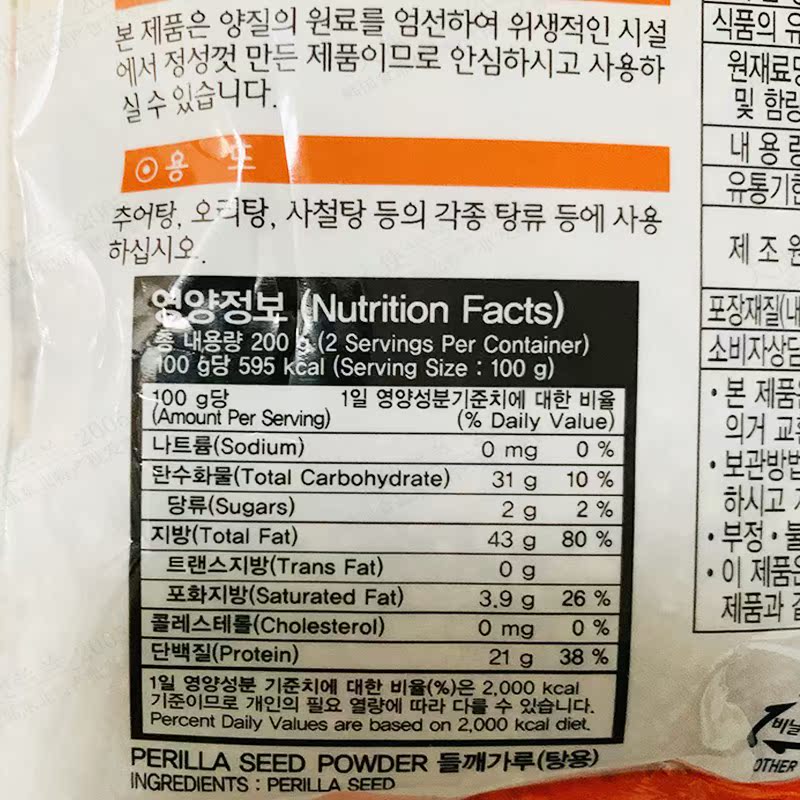 본 제품은 양질의 원료를 엄선하여 위생적인 시설
에서 정성껏 만든 제품이므로 안심하시고 사용하
실 수 있습니다.
⊙용 도
추어탕, 오리탕, 사철탕 등의 각종 탕류 등에 사용
하십시오.
영양정보 (Nutrition Facts)
총 내용량 200 g (2 Servings Per Container)
100 g당 595 kcal (Serving Size : 100 g)
100 g당 1일 영양성분기준치에 대한 비율
(Amount Per Serving) (% Daily Value)
나트륨(Sodium) 0 mg 0 %
탄수화물(Total Carbohydrate) 31 g 10 %
당류(Sugars) 2 g 2 %
지방(Total Fat) 43 g 80 %
트랜스지방(Trans Fat) 0 g
포화지방(Saturated Fat) 3.9 g 26 %
콜레스테롤(Cholesterol) 0 mg 0 %
단백질(Protein) 21 g 38 %
1일 영양성분 기준치에 대한 비율(%)은 2,000 kcal
기준이므로 개인의 필요 열량에 따라 다를 수 있습니다.
Percent Daily Values are based on 2,000 kcal diet.
PERILLA SEED POWDER 들깨가루(탕용)
INGREDIENTS : PERILLA SEED
식품의
원재료
및 함량
내 용 량
유통기한
제 조 원
포장재질(내
소비자상담
• 본 제품
의거 교환
• 보관방법
하시고
• 부정 · 불
• 이 제품은
제품과
비닐
OTHER